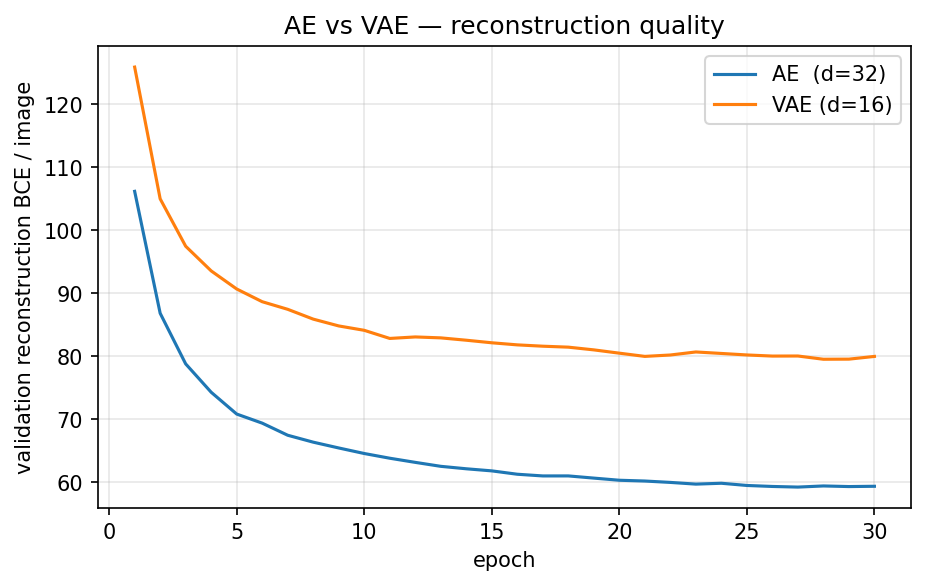 AE vs VAE — reconstruction quality
validation reconstruction BCE / image
120
110
100
90
80
70
60
AE (d=32)
VAE (d=16)
0 5 10 15 20 25 30
epoch